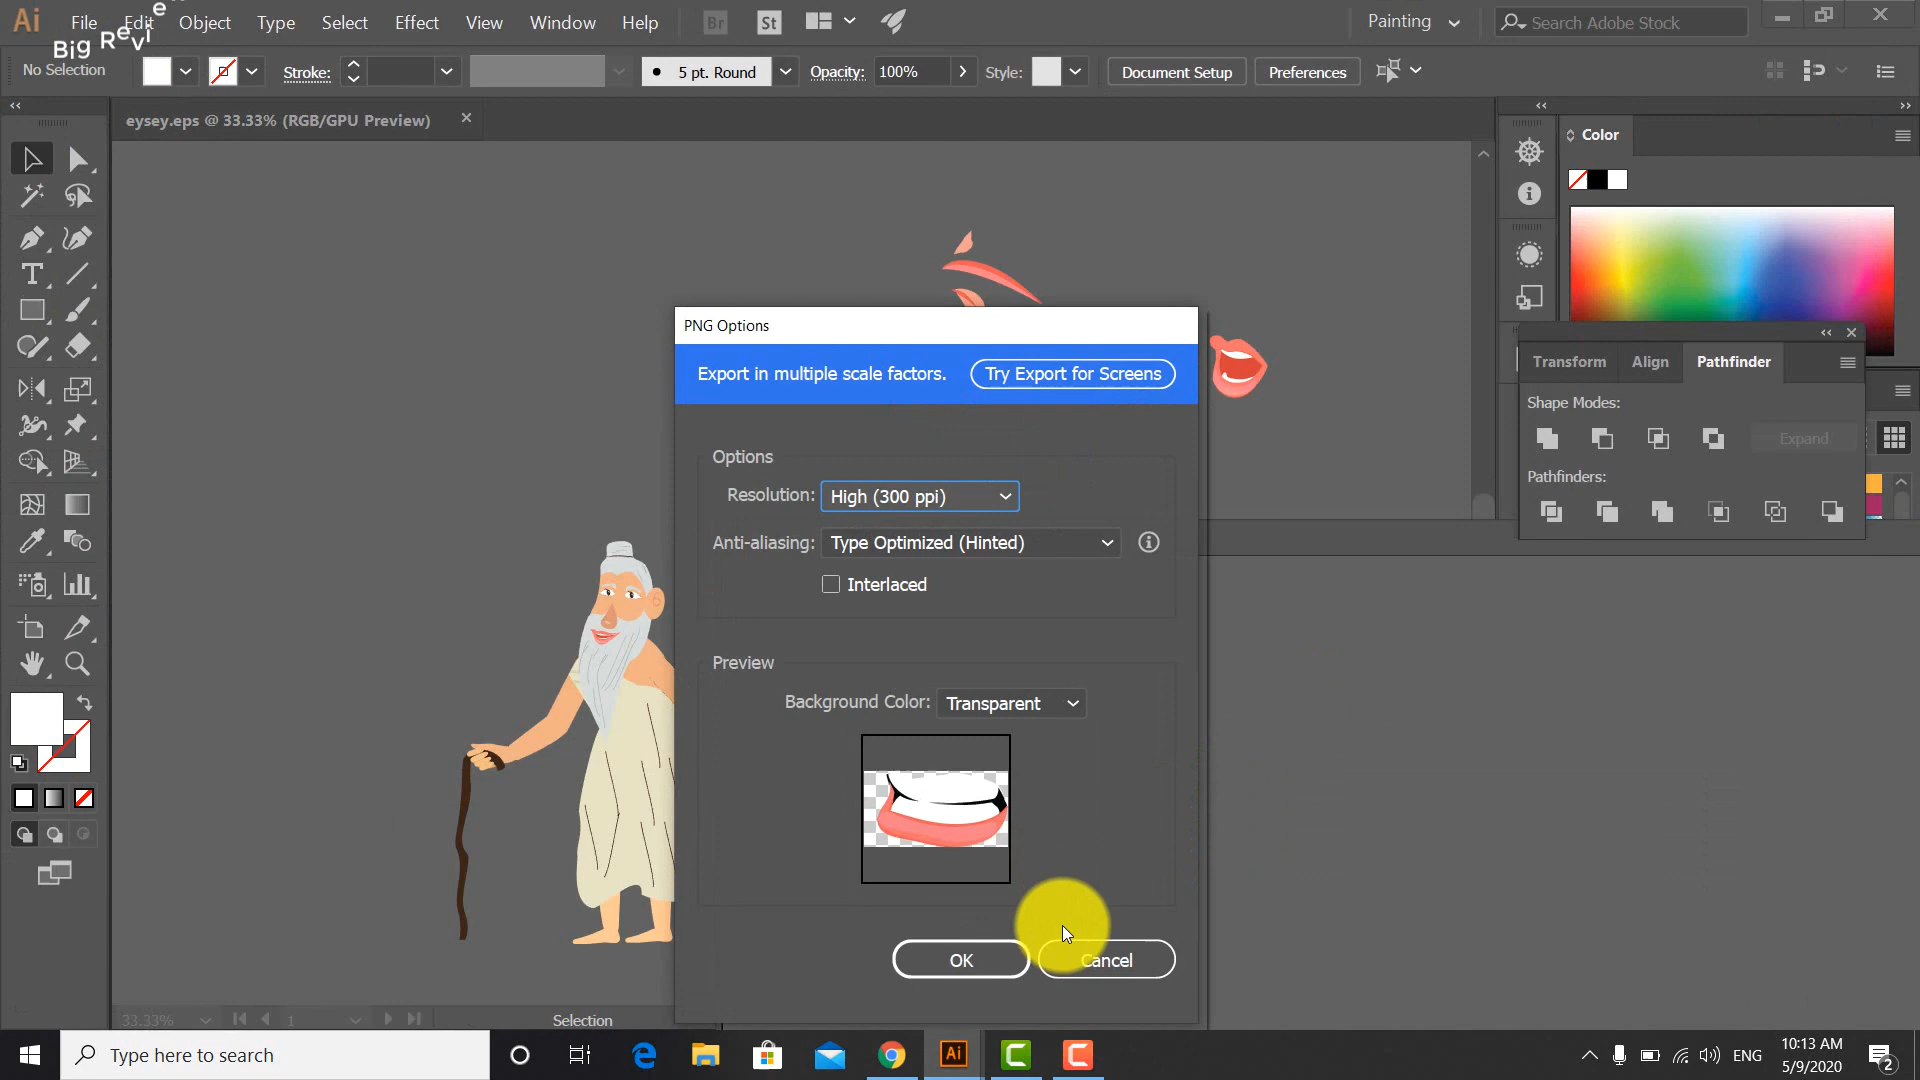 Ai File Edit Object Type Select Effect View Window Help Br St Painting Search Adobe Stock
Big Revie
No Selection Stroke: 5 pt. Round Opacity: 100% Style: Document Setup Preferences
eysey.eps @ 33.33% (RGB/GPU Preview)
Color
PNG Options
Export in multiple scale factors. Try Export for Screens
Transform Align Pathfinder
Shape Modes:
Expand
Pathfinders:
Options
Resolution: High (300 ppi)
Anti-aliasing: Type Optimized (Hinted)
Interlaced
Preview
Background Color: Transparent
OK Cancel
33.33% 1 Selection
Type here to search
Ai
ENG
10:13 AM
5/9/2020
2